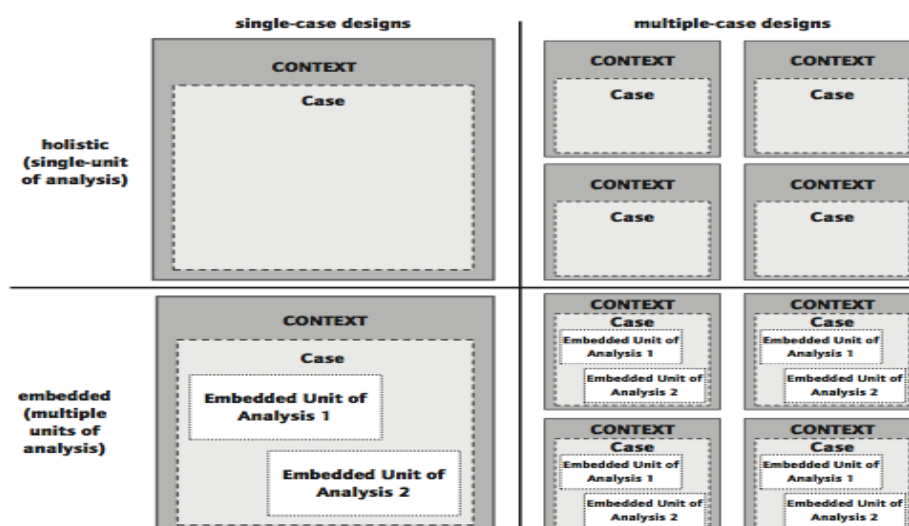 single-case designs
multiple-case designs
CONTEXT
Case
holistic
(single-unit
of analysis)
CONTEXT
Case
CONTEXT
Case
CONTEXT
Case
CONTEXT
Case
embedded
(multiple
units of
analysis)
CONTEXT
Case
Embedded Unit of
Analysis 1
Embedded Unit of
Analysis 2
CONTEXT
Case
Embedded Unit of
Analysis 1
Embedded Unit of
Analysis 2
CONTEXT
Case
Embedded Unit of
Analysis 1
Embedded Unit of
Analysis 2
CONTEXT
Case
Embedded Unit of
Analysis 1
Embedded Unit of
Analysis 2
CONTEXT
Case
Embedded Unit of
Analysis 1
Embedded Unit of
Analysis 2